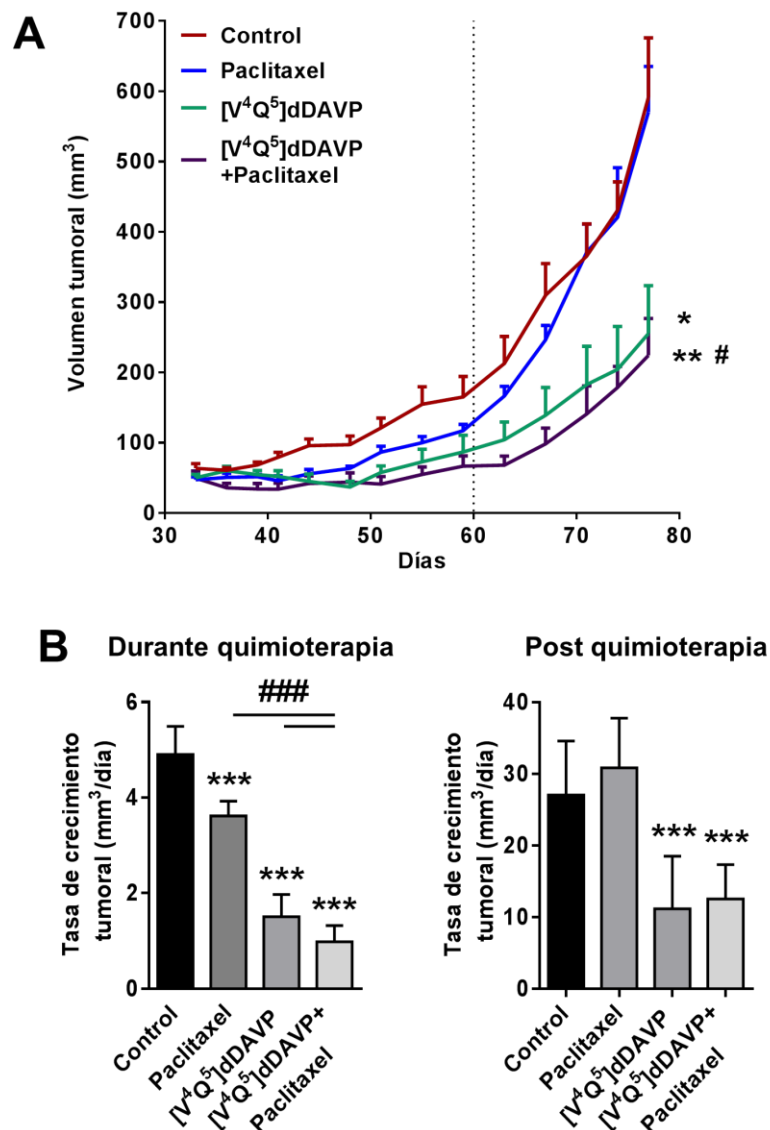 A
Control
Paclitaxel
[V⁴Q⁵]dDAVP
[V⁴Q⁵]dDAVP
+Paclitaxel
Volumen tumoral (mm³)
700
600
500
400
300
200
100
0
*
** #
30
40
50
60
70
80
Días
B
Durante quimioterapia
###
Tasa de crecimiento
tumoral (mm³/día)
6
4
2
0
***
***
***
Control
Paclitaxel
[V⁴Q⁵]dDAVP
[V⁴Q⁵]dDAVP+
Paclitaxel
Post quimioterapia
Tasa de crecimiento
tumoral (mm³/día)
40
30
20
10
0
***
***
Control
Paclitaxel
[V⁴Q⁵]dDAVP
[V⁴Q⁵]dDAVP+
Paclitaxel